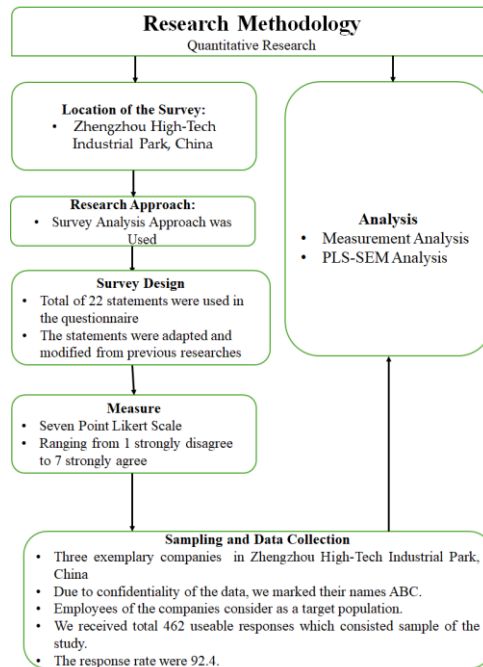 Research Methodology
Quantitative Research
Location of the Survey:
• Zhengzhou High-Tech
Industrial Park, China
Research Approach:
• Survey Analysis Approach was
Used
Survey Design
• Total of 22 statements were used in
the questionnaire
• The statements were adapted and
modified from previous researches
Measure
• Seven Point Likert Scale
• Ranging from 1 strongly disagree
to 7 strongly agree
Sampling and Data Collection
• Three exemplary companies in Zhengzhou High-Tech Industrial Park,
China
• Due to confidentiality of the data, we marked their names ABC.
• Employees of the companies consider as a target population.
• We received total 462 useable responses which consisted sample of the
study.
• The response rate were 92.4.
Analysis
• Measurement Analysis
• PLS-SEM Analysis